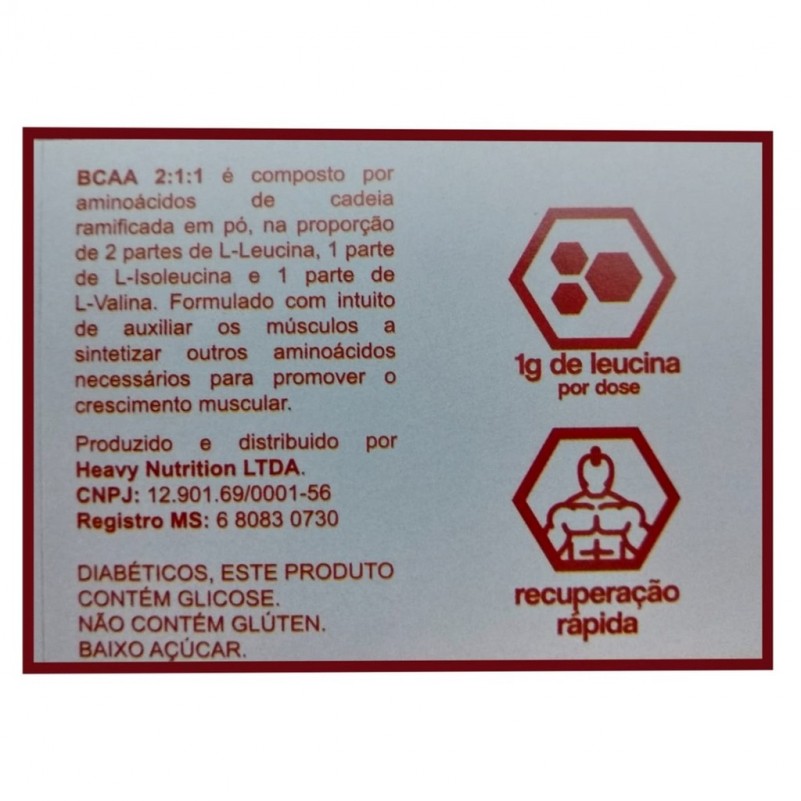 BCAA 2:1:1 é composto por
aminoácidos de cadeia
ramificada em pó, na proporção
de 2 partes de L-Leucina, 1 parte
de L-Isoleucina e 1 parte de
L-Valina. Formulado com intuito
de auxiliar os músculos a
sintetizar outros aminoácidos
necessários para promover o
crescimento muscular.
Produzido e distribuido por
Heavy Nutrition LTDA.
CNPJ: 12.901.69/0001-56
Registro MS: 6 8083 0730
DIABÉTICOS, ESTE PRODUTO
CONTÉM GLICOSE.
NÃO CONTÉM GLÚTEN.
BAIXO AÇÚCAR.
1g de leucina
por dose
recuperação
rápida